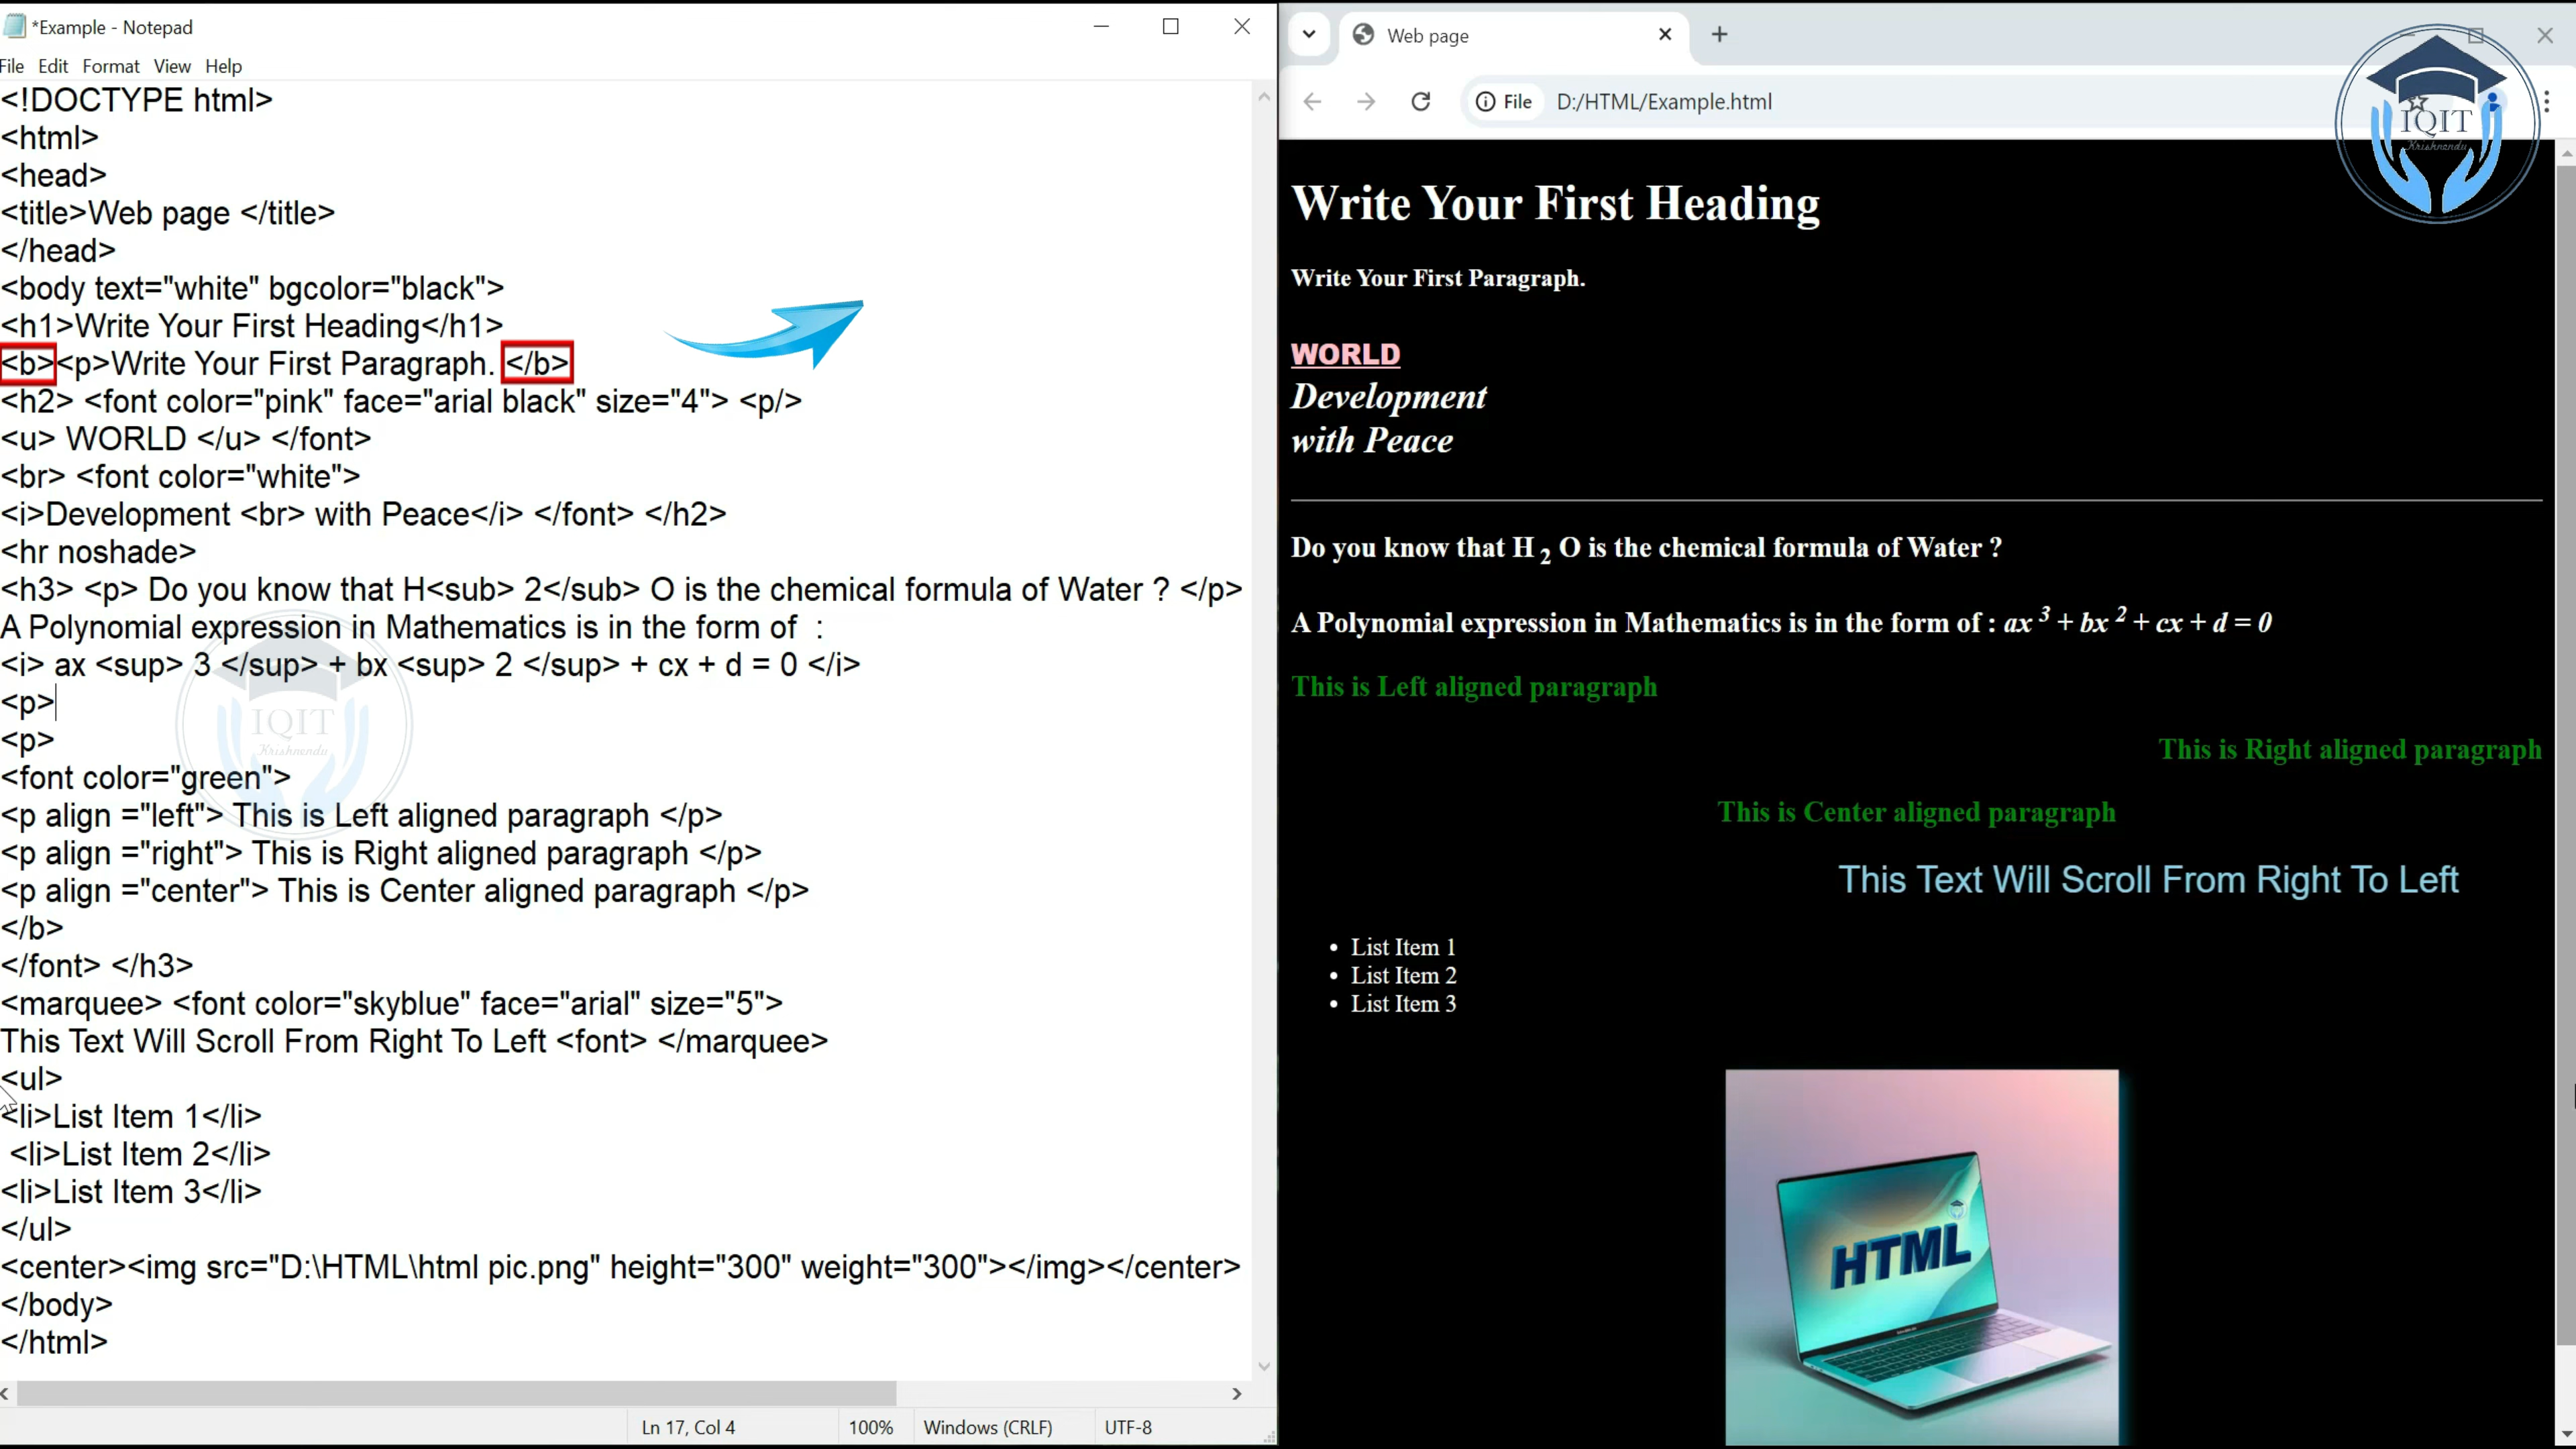 *Example - Notepad
File Edit Format View Help
<!DOCTYPE html>
<html>
<head>
<title>Web page </title>
</head>
<body text="white" bgcolor="black">
<h1>Write Your First Heading</h1>
<b><p>Write Your First Paragraph. </b>
<h2> <font color="pink" face="arial black" size="4"> <p/>
<u> WORLD </u> </font>
<br> <font color="white">
<i>Development <br> with Peace</i> </font> </h2>
<hr noshade>
<h3> <p> Do you know that H<sub> 2</sub> O is the chemical formula of Water ? </p>
A Polynomial expression in Mathematics is in the form of  :
<i> ax <sup> 3 </sup> + bx <sup> 2 </sup> + cx + d = 0 </i>
<p>
<p>
<font color="green">
<p align ="left"> This is Left aligned paragraph </p>
<p align ="right"> This is Right aligned paragraph </p>
<p align ="center"> This is Center aligned paragraph </p>
</b>
</font> </h3>
<marquee> <font color="skyblue" face="arial" size="5">
This Text Will Scroll From Right To Left <font> </marquee>
<ul>
<li>List Item 1</li>
<li>List Item 2</li>
<li>List Item 3</li>
</ul>
<center><img src="D:\HTML\html pic.png" height="300" weight="300"></img></center>
</body>
</html>
IQIT
Krishnendu
Ln 17, Col 4
100%
Windows (CRLF)
UTF-8
Web page
File D:/HTML/Example.html
IQIT
Krishnendu
Write Your First Heading
Write Your First Paragraph.
WORLD
Development
with Peace
Do you know that H 2 O is the chemical formula of Water ?
A Polynomial expression in Mathematics is in the form of : ax 3 + bx 2 + cx + d = 0
This is Left aligned paragraph
This is Right aligned paragraph
This is Center aligned paragraph
This Text Will Scroll From Right To Left
• List Item 1
• List Item 2
• List Item 3
HTML